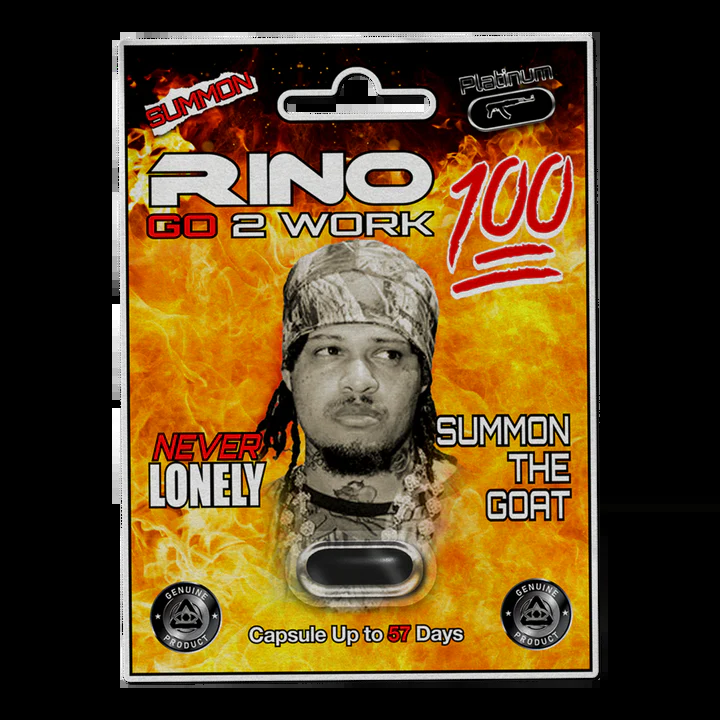 SUMMON
Platinum
RINO
GO 2 WORK
100
NEVER
LONELY
SUMMON
THE
GOAT
GENUINE
PRODUCT
GENUINE
PRODUCT
Capsule Up to 57 Days